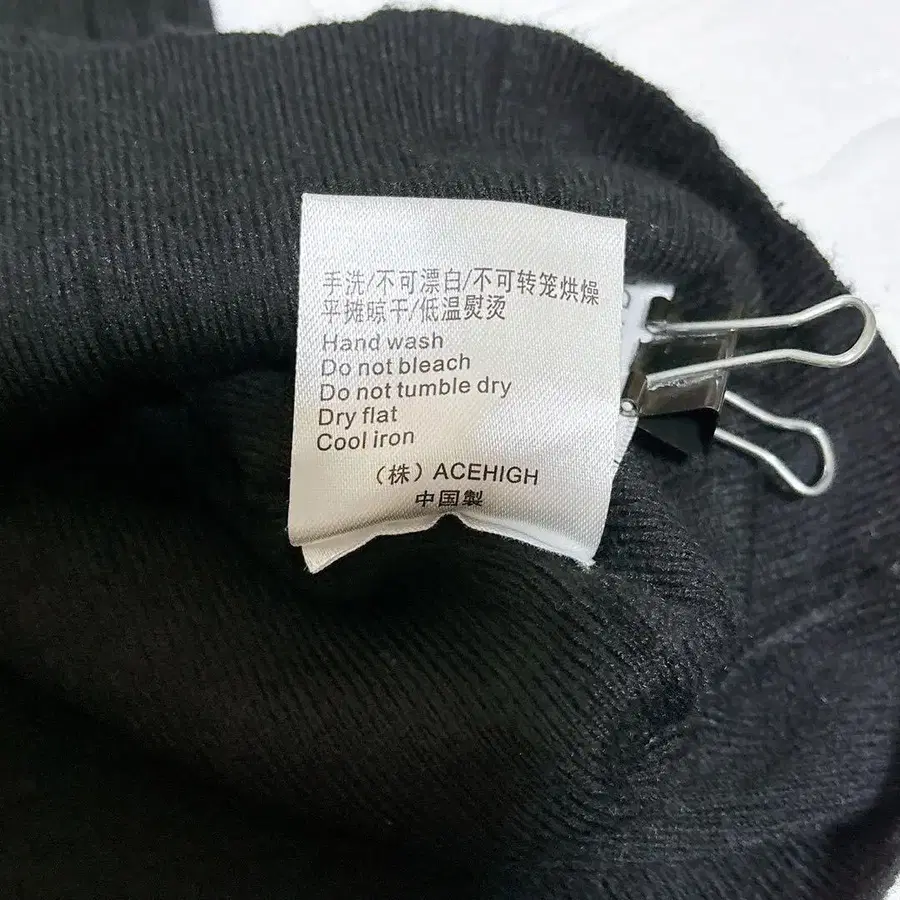 手洗/不可漂白/不可转笼烘燥
平摊晾干/低温熨烫
Hand wash
Do not bleach
Do not tumble dry
Dry flat
Cool iron
（株）ACEHIGH
中国製